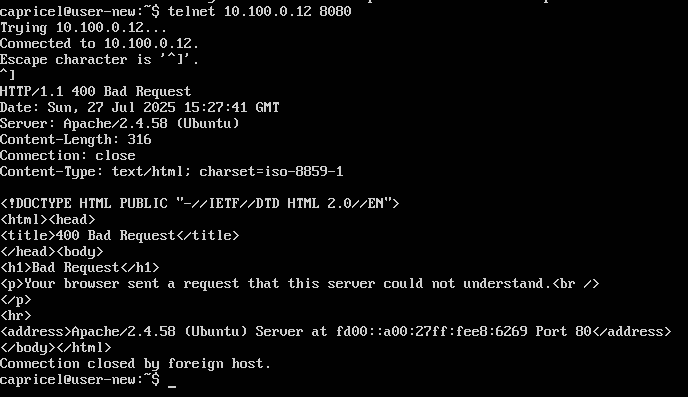 capricel@user-new:~$ telnet 10.100.0.12 8080
Trying 10.100.0.12...
Connected to 10.100.0.12.
Escape character is '^]'.
^]
HTTP/1.1 400 Bad Request
Date: Sun, 27 Jul 2025 15:27:41 GMT
Server: Apache/2.4.58 (Ubuntu)
Content-Length: 316
Connection: close
Content-Type: text/html; charset=iso-8859-1

<!DOCTYPE HTML PUBLIC "-//IETF//DTD HTML 2.0//EN">
<html><head>
<title>400 Bad Request</title>
</head><body>
<h1>Bad Request</h1>
<p>Your browser sent a request that this server could not understand.<br />
</p>
<hr>
<address>Apache/2.4.58 (Ubuntu) Server at fd00::a00:27ff:fee8:6269 Port 80</address>
</body></html>
Connection closed by foreign host.
capricel@user-new:~$ _